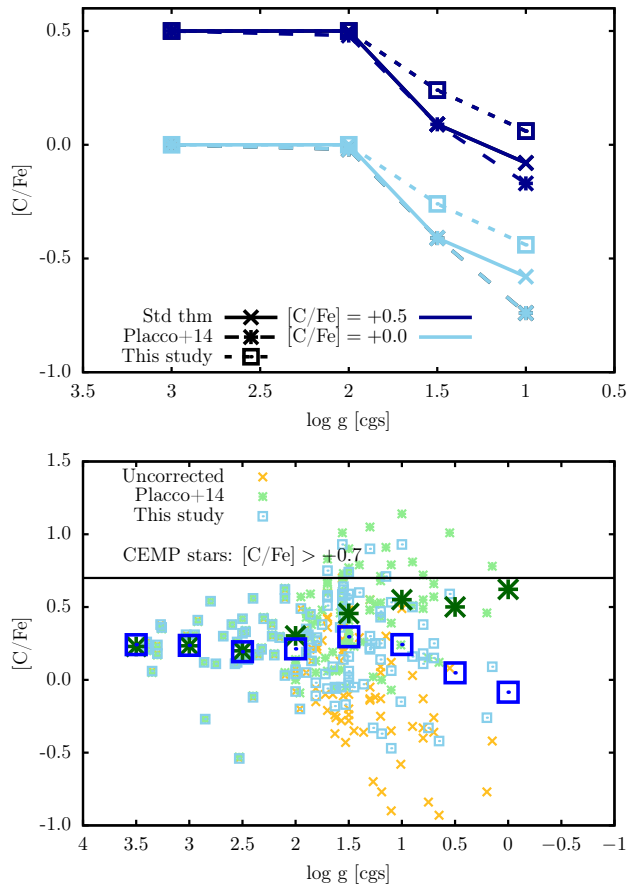 0.5
0.0
-0.5
-1.0
[C/Fe]
Std thm
Placco+14
This study
[C/Fe] = +0.5
[C/Fe] = +0.0
3.5 3 2.5 2 1.5 1 0.5
log g [cgs]
1.5
1.0
0.5
0.0
-0.5
-1.0
[C/Fe]
Uncorrected
Placco+14
This study
CEMP stars: [C/Fe] > +0.7
4 3.5 3 2.5 2 1.5 1 0.5 0 −0.5 −1
log g [cgs]